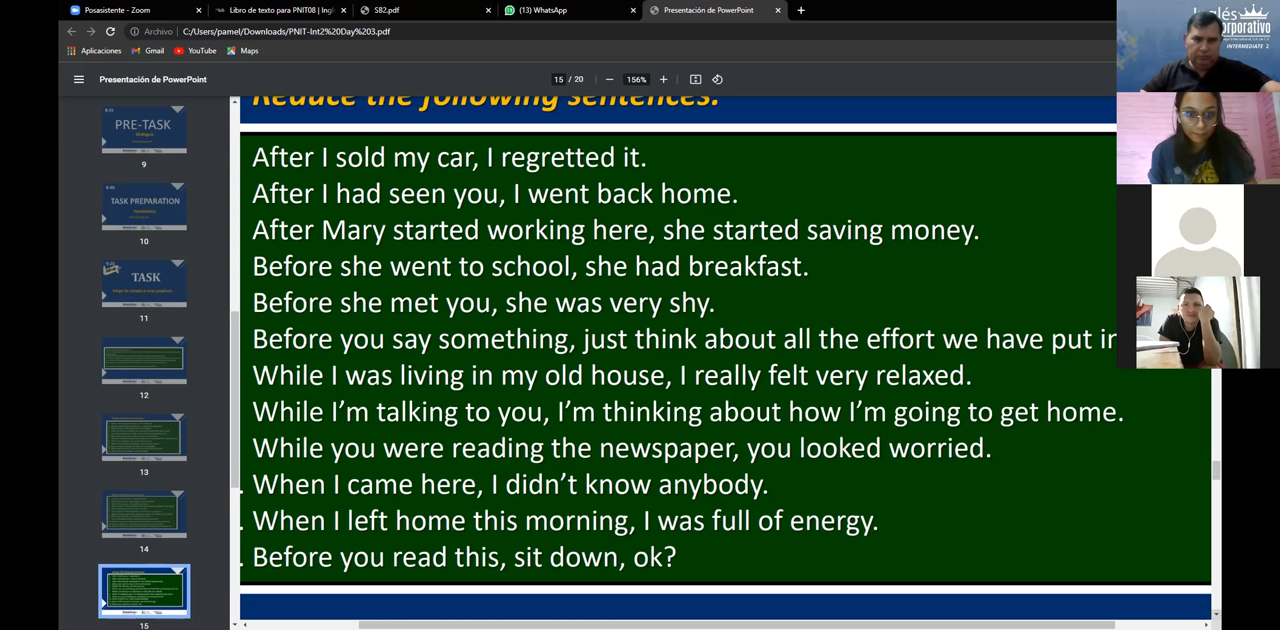 Posasistente - Zoom
Libro de texto para PNIT08 | Ingl
SB2.pdf
(13) WhatsApp
Presentación de PowerPoint
Archivo
C:/Users/pamel/Downloads/PNIT-Int2%20Day%203.pdf
Aplicaciones
Gmail
YouTube
Maps
Presentación de PowerPoint
15 / 20
156%
Inglés
orporativo
INTERMEDIATE 2
PRE-TASK
9
TASK PREPARATION
10
TASK
11
12
13
14
15
Reduce the following sentences.
After I sold my car, I regretted it.
After I had seen you, I went back home.
After Mary started working here, she started saving money.
Before she went to school, she had breakfast.
Before she met you, she was very shy.
Before you say something, just think about all the effort we have put in
While I was living in my old house, I really felt very relaxed.
While I'm talking to you, I'm thinking about how I'm going to get home.
While you were reading the newspaper, you looked worried.
. When I came here, I didn't know anybody.
. When I left home this morning, I was full of energy.
. Before you read this, sit down, ok?